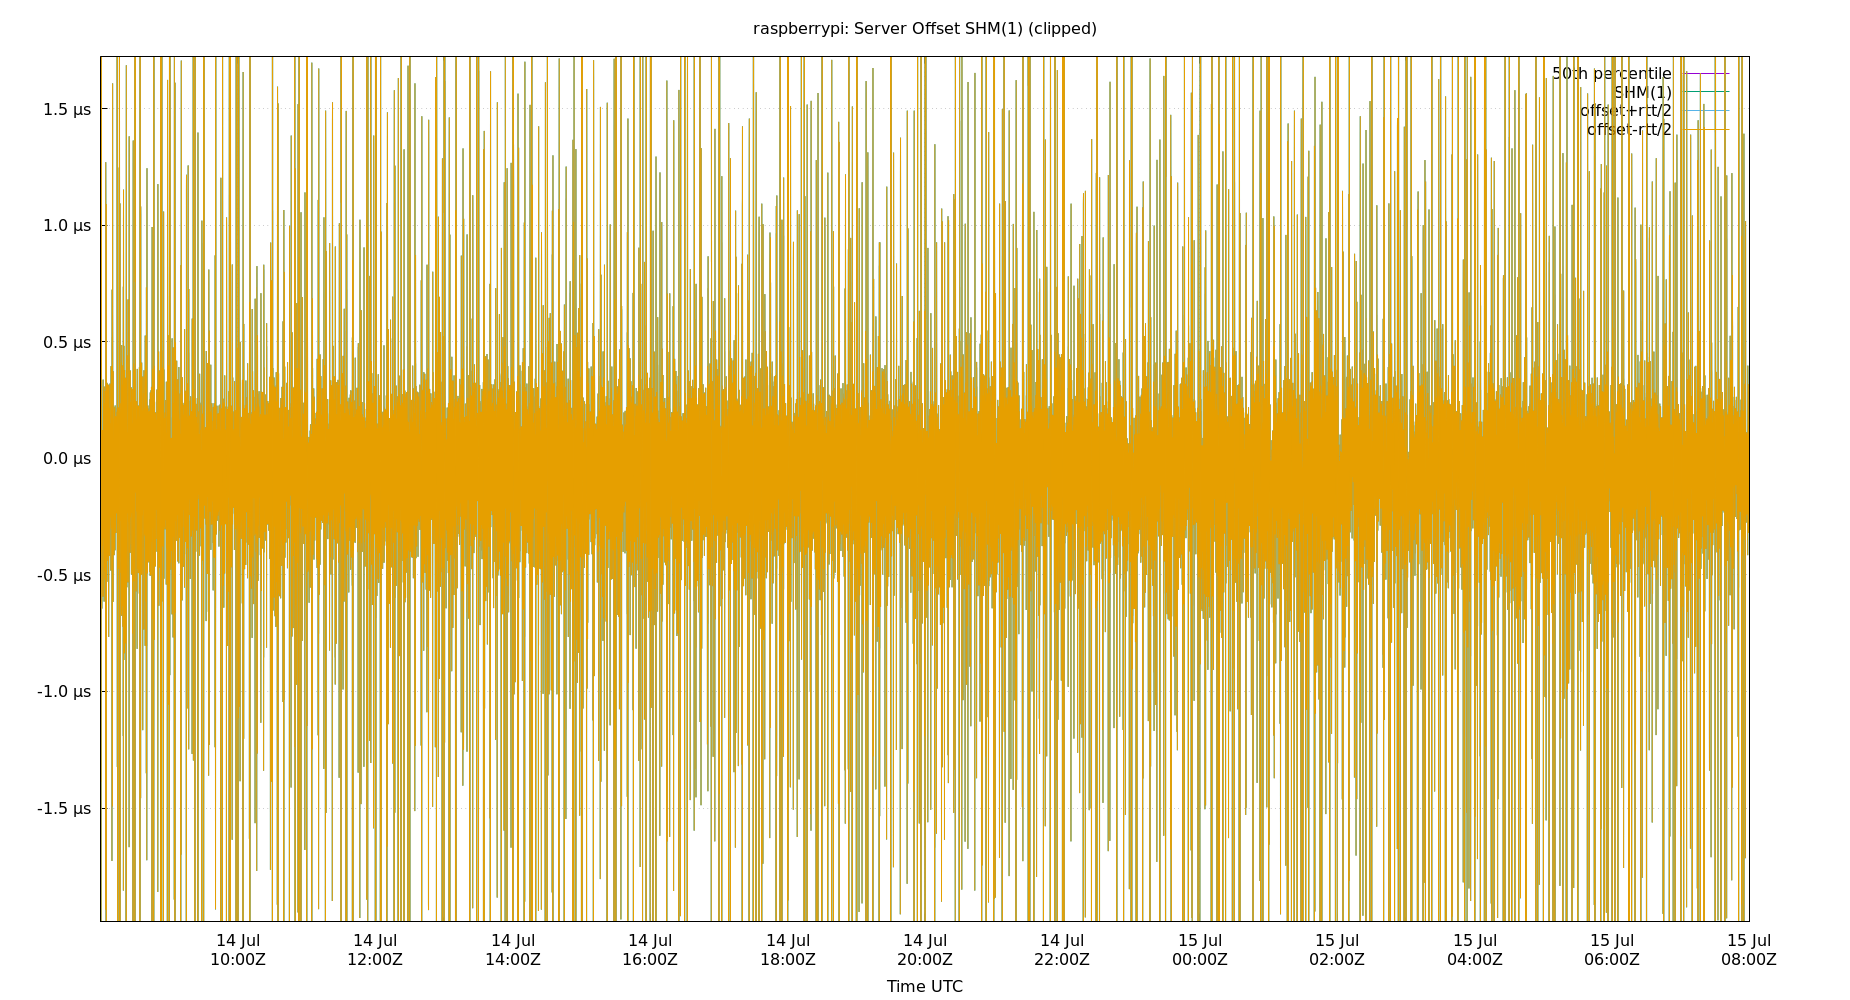 raspberrypi: Server Offset SHM(1) (clipped)
50th percentile
SHM(1)
offset+rtt/2
offset-rtt/2
1.5 µs
1.0 µs
0.5 µs
0.0 µs
-0.5 µs
-1.0 µs
-1.5 µs
14 Jul 14 Jul 14 Jul 14 Jul 14 Jul 14 Jul 14 Jul 15 Jul 15 Jul 15 Jul 15 Jul 15 Jul
10:00Z 12:00Z 14:00Z 16:00Z 18:00Z 20:00Z 22:00Z 00:00Z 02:00Z 04:00Z 06:00Z 08:00Z
Time UTC